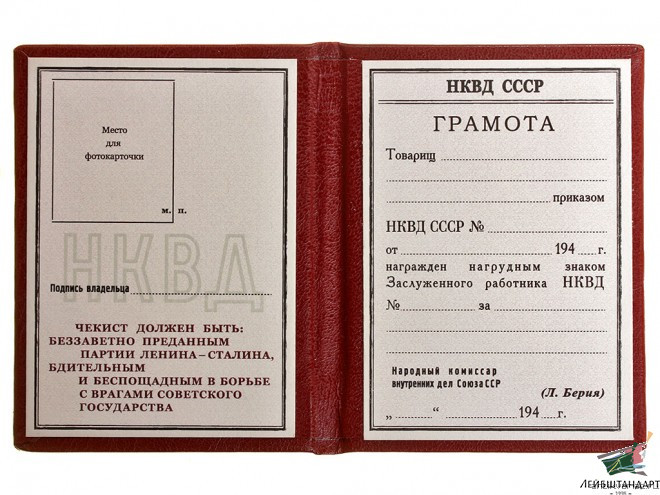 Место
для
фотокарточки
м. п.
НКВД
Подпись владельца
ЧЕКИСТ ДОЛЖЕН БЫТЬ:
БЕЗЗАВЕТНО ПРЕДАННЫМ
ПАРТИИ ЛЕНИНА–СТАЛИНА,
БДИТЕЛЬНЫМ
И БЕСПОЩАДНЫМ В БОРЬБЕ
С ВРАГАМИ СОВЕТСКОГО
ГОСУДАРСТВА
НКВД СССР
ГРАМОТА
Товарищ
приказом
НКВД СССР №
от 194 г.
награжден нагрудным знаком
Заслуженного работника НКВД
№ за
Народный комиссар
внутренних дел Союза ССР
(Л. Берия)
„ “ 194 г.
ЛЕЙБШТАНДАРТ